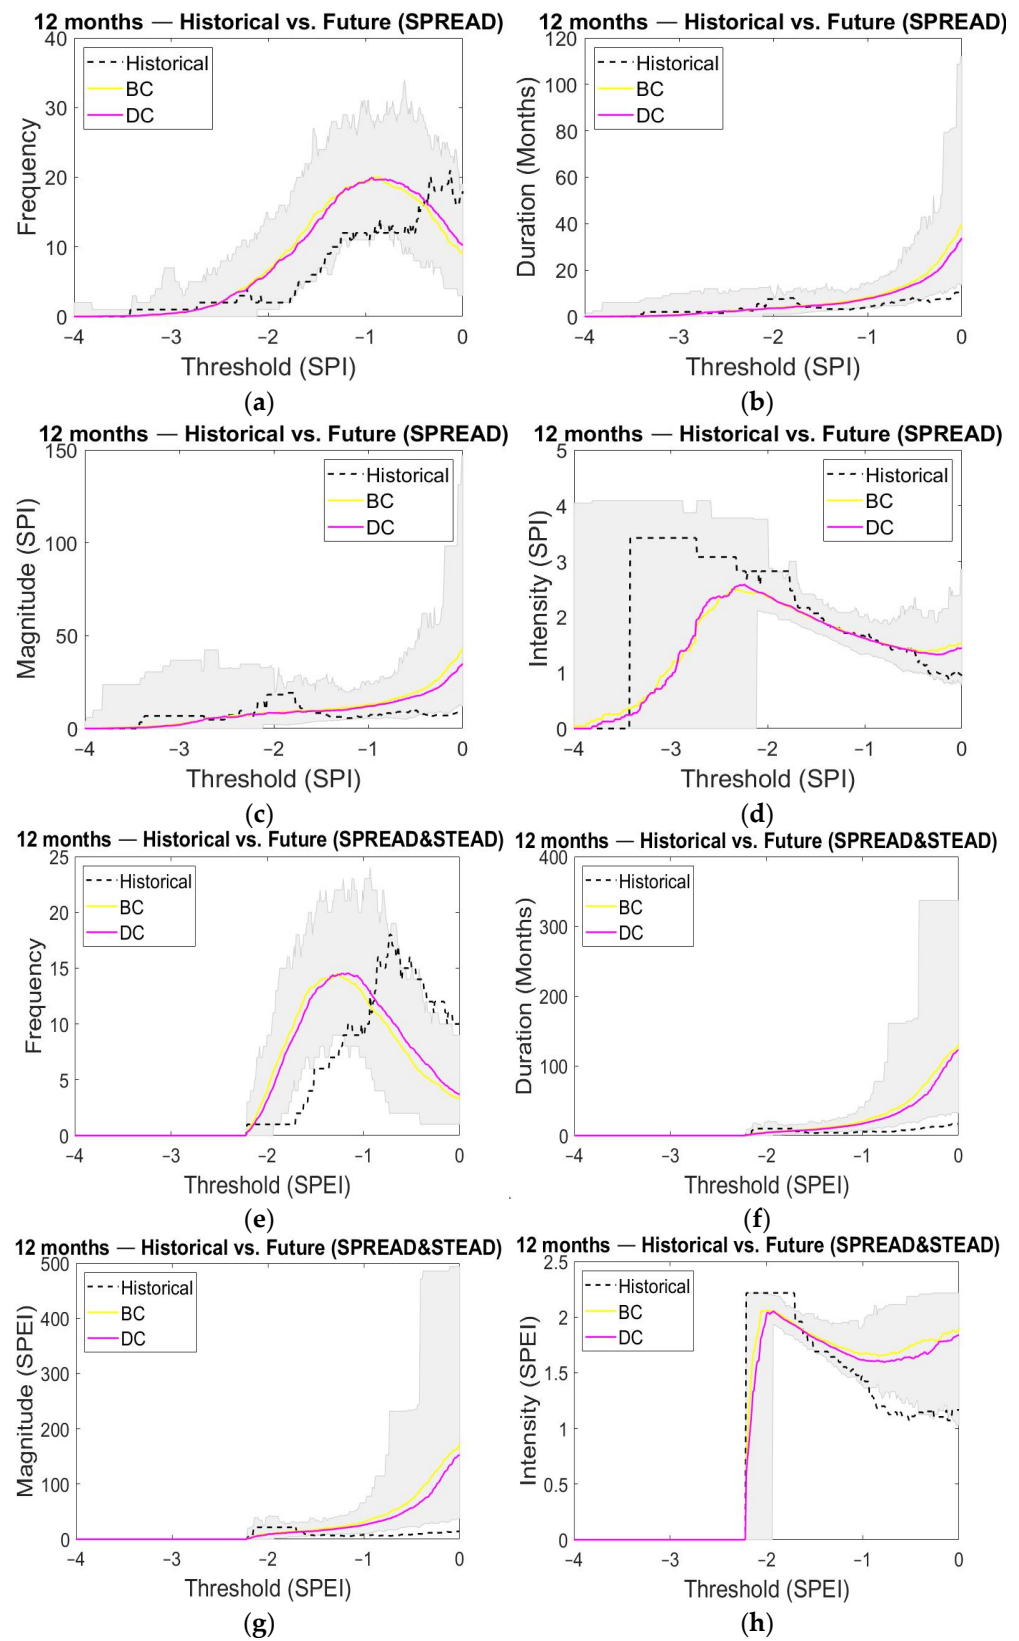 12 months — Historical vs. Future (SPREAD)
Frequency
40
30
20
10
0
Historical
BC
DC
−4 −3 −2 −1 0
Threshold (SPI)
(a)
12 months — Historical vs. Future (SPREAD)
Duration (Months)
120
100
80
60
40
20
0
Historical
BC
DC
−4 −3 −2 −1 0
Threshold (SPI)
(b)
12 months — Historical vs. Future (SPREAD)
Magnitude (SPI)
150
100
50
0
Historical
BC
DC
−4 −3 −2 −1 0
Threshold (SPI)
(c)
12 months — Historical vs. Future (SPREAD)
Intensity (SPI)
5
4
3
2
1
0
Historical
BC
DC
−4 −3 −2 −1 0
Threshold (SPI)
(d)
12 months — Historical vs. Future (SPREAD&STEAD)
Frequency
25
20
15
10
5
0
Historical
BC
DC
−4 −3 −2 −1 0
Threshold (SPEI)
(e)
12 months — Historical vs. Future (SPREAD&STEAD)
Duration (Months)
400
300
200
100
0
Historical
BC
DC
−4 −3 −2 −1 0
Threshold (SPEI)
(f)
12 months — Historical vs. Future (SPREAD&STEAD)
Magnitude (SPEI)
500
400
300
200
100
0
Historical
BC
DC
−4 −3 −2 −1 0
Threshold (SPEI)
(g)
12 months — Historical vs. Future (SPREAD&STEAD)
Intensity (SPEI)
2.5
2
1.5
1
0.5
0
Historical
BC
DC
−4 −3 −2 −1 0
Threshold (SPEI)
(h)